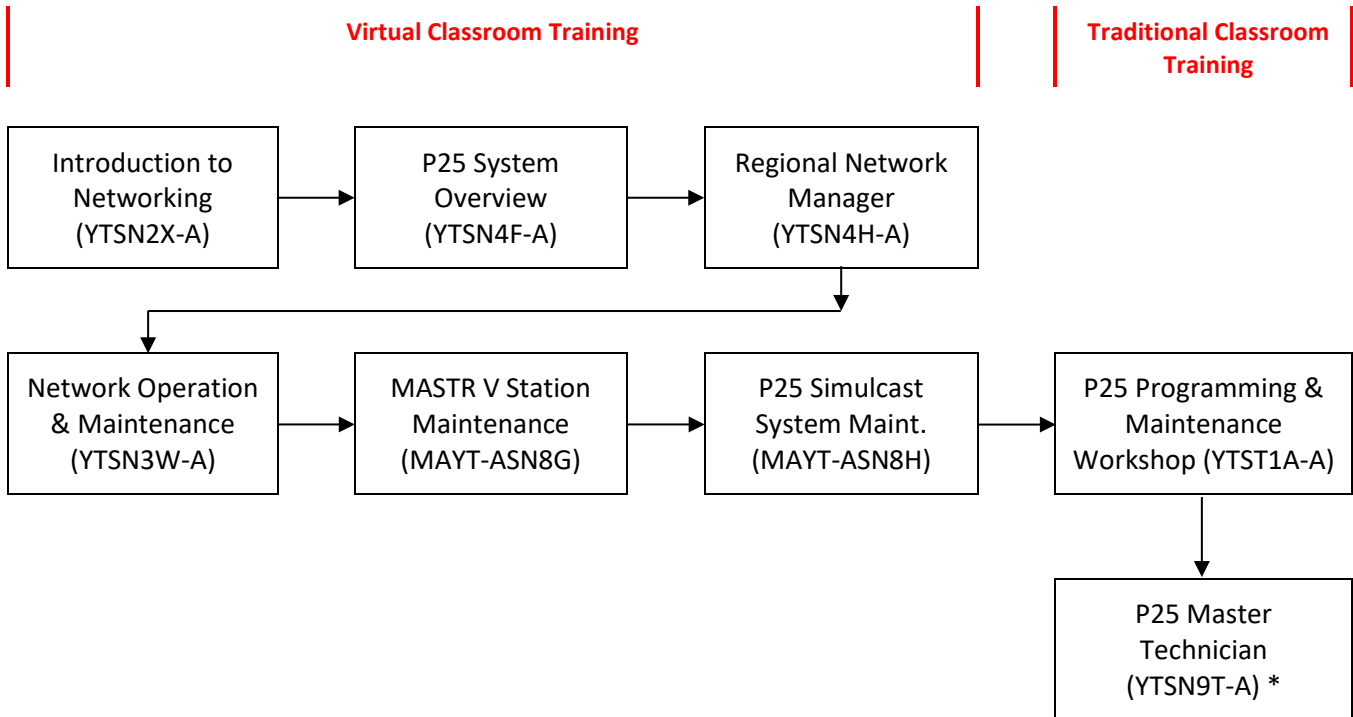 Virtual Classroom Training
Traditional Classroom
Training
Introduction to
Networking
(YTSN2X-A)
P25 System
Overview
(YTSN4F-A)
Regional Network
Manager
(YTSN4H-A)
Network Operation
& Maintenance
(YTSN3W-A)
MASTR V Station
Maintenance
(MAYT-ASN8G)
P25 Simulcast
System Maint.
(MAYT-ASN8H)
P25 Programming &
Maintenance
Workshop (YTST1A-A)
P25 Master
Technician
(YTSN9T-A) *